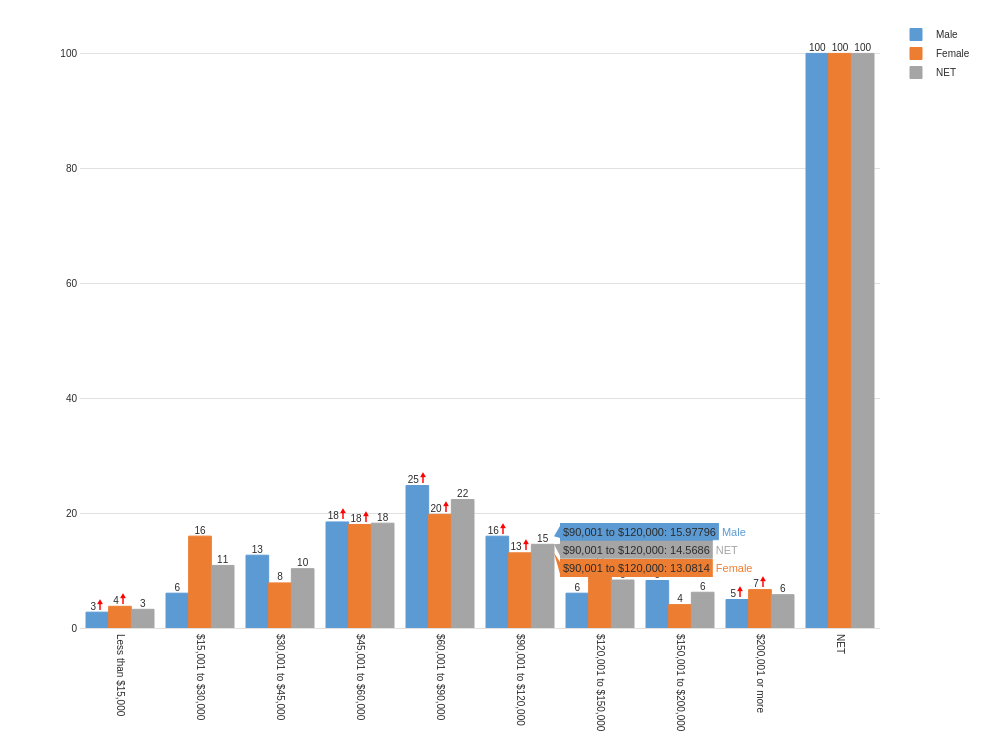 Male
Female
NET
100
80
60
40
20
0
3 4 3
6 16 11
13 8 10
18 18 18
25 20 22
16 13 15
6
4 6
5 7 6
100 100 100
$90,001 to $120,000: 15.97796 Male
$90,001 to $120,000: 14.5686 NET
$90,001 to $120,000: 13.0814 Female
Less than $15,000
$15,001 to $30,000
$30,001 to $45,000
$45,001 to $60,000
$60,001 to $90,000
$90,001 to $120,000
$120,001 to $150,000
$150,001 to $200,000
$200,001 or more
NET